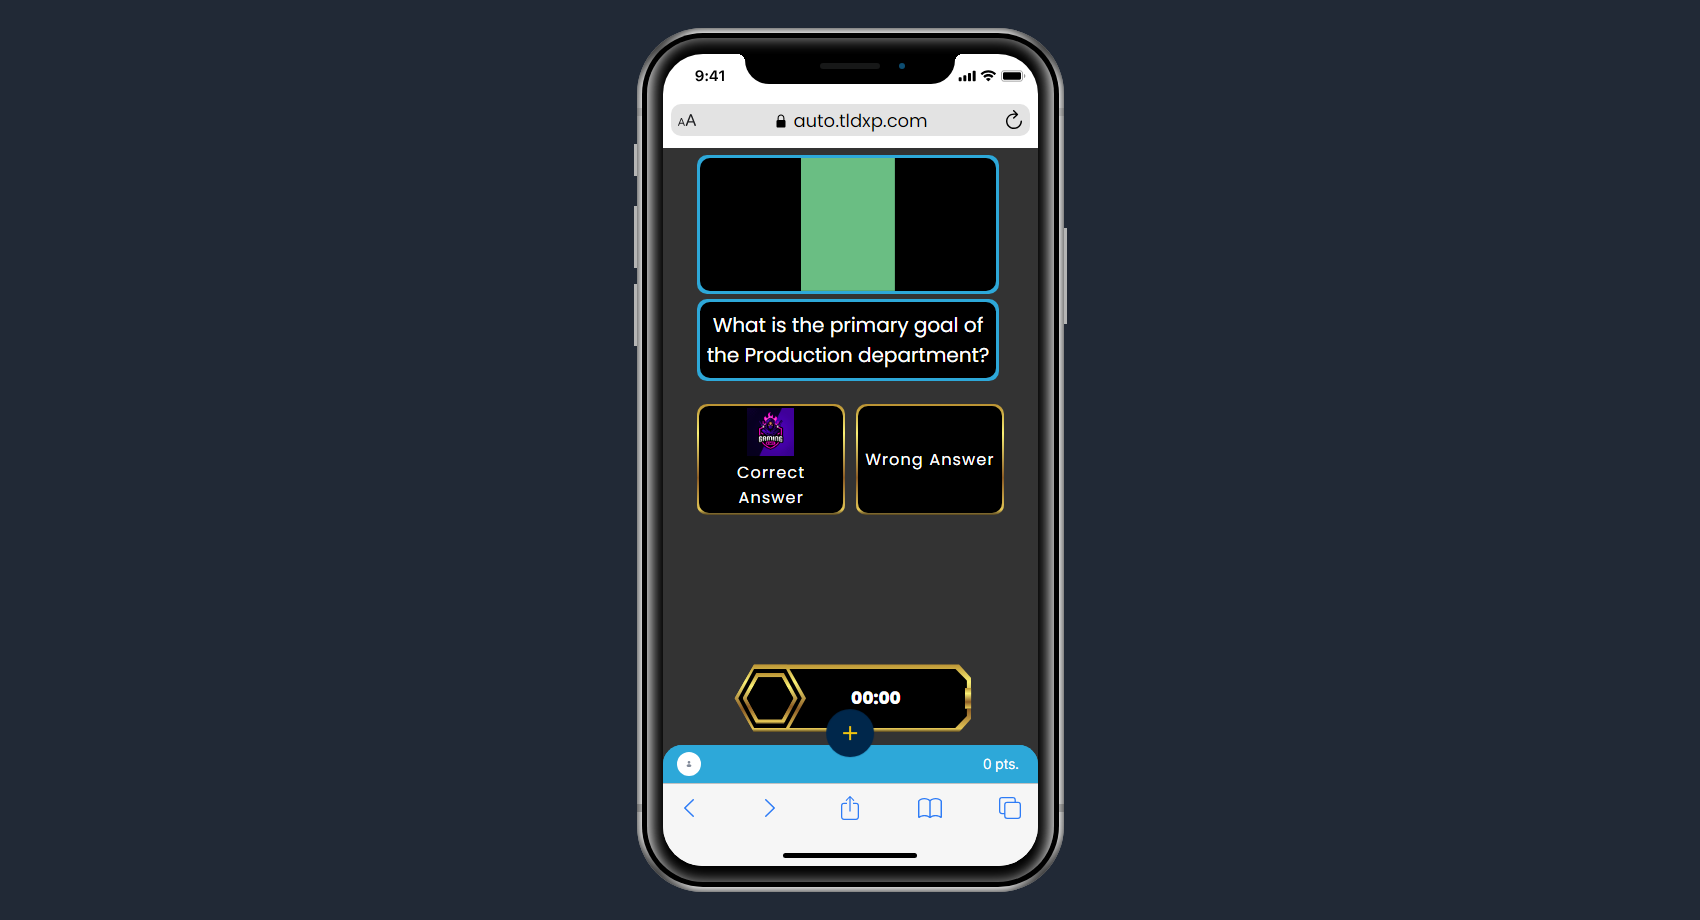 9:41
AA auto.tldxp.com
What is the primary goal of
the Production department?
GAMING
Correct
Answer
Wrong Answer
00:00
+
0 pts.